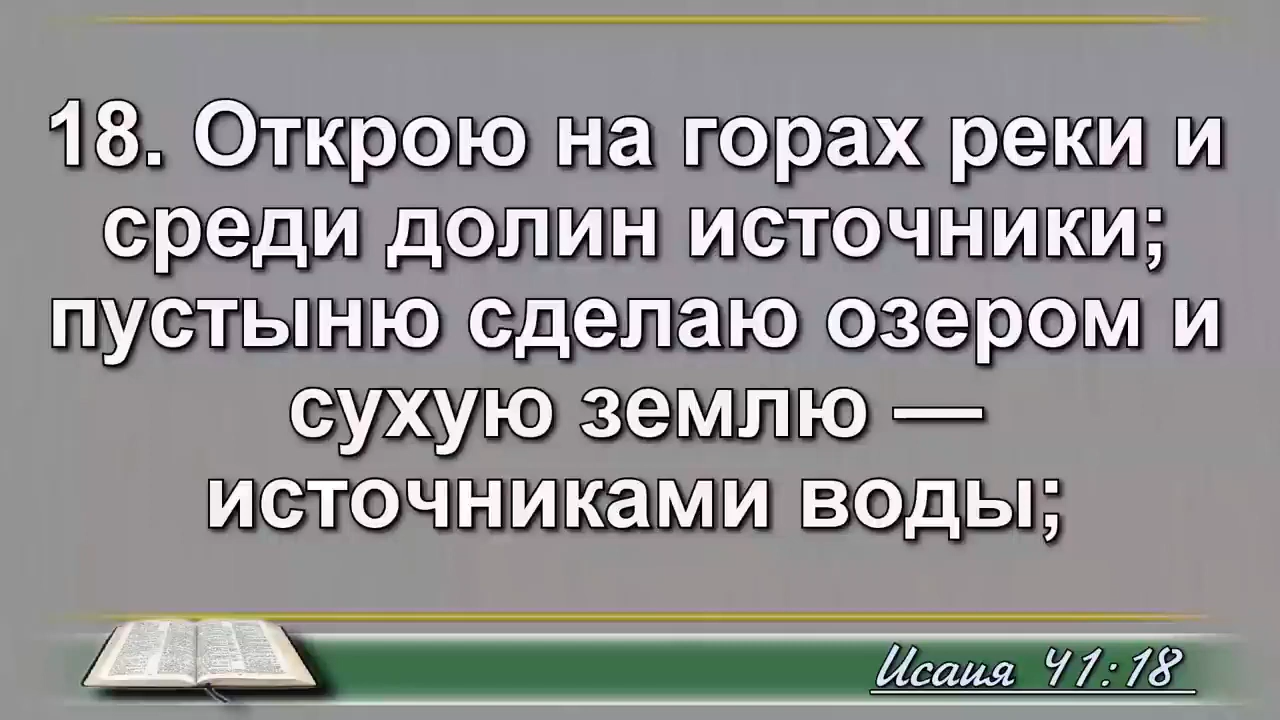 18. Открою на горах реки и
среди долин источники;
пустыню сделаю озером и
сухую землю —
источниками воды;
Исаия 41:18